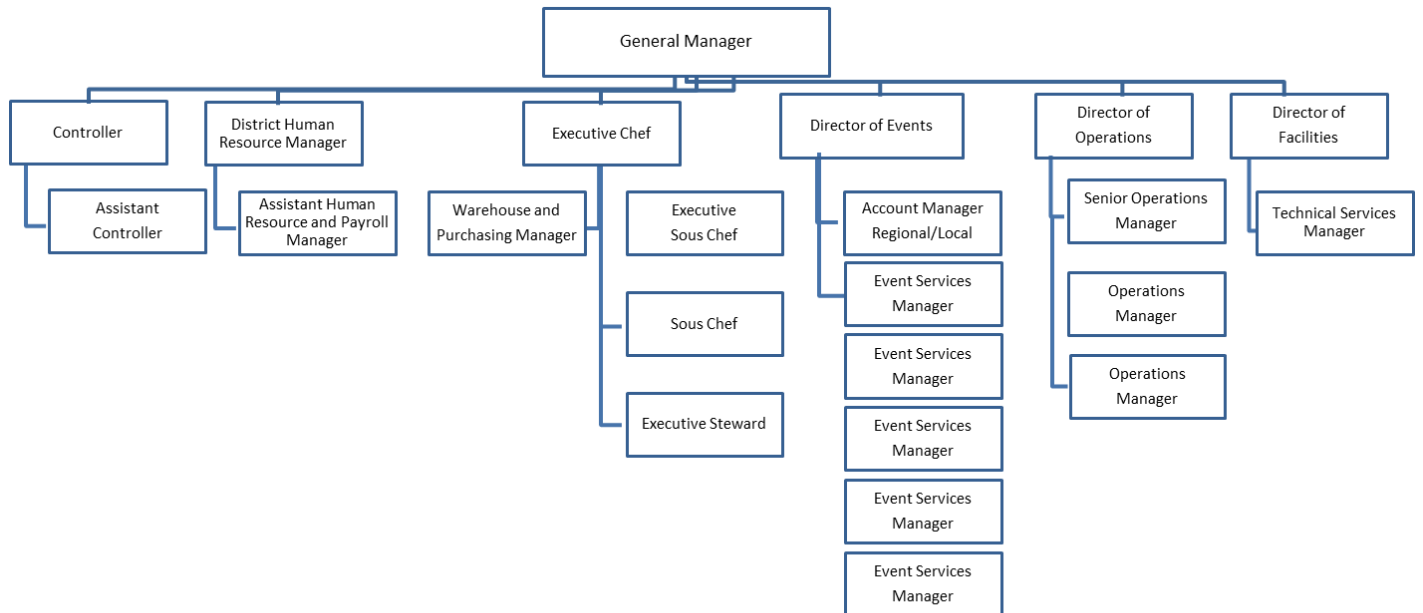 General Manager
Controller
District Human
Resource Manager
Executive Chef
Director of Events
Director of
Operations
Director of
Facilities
Assistant
Controller
Assistant Human
Resource and Payroll
Manager
Warehouse and
Purchasing Manager
Executive
Sous Chef
Sous Chef
Executive Steward
Account Manager
Regional/Local
Event Services
Manager
Event Services
Manager
Event Services
Manager
Event Services
Manager
Event Services
Manager
Senior Operations
Manager
Operations
Manager
Operations
Manager
Technical Services
Manager